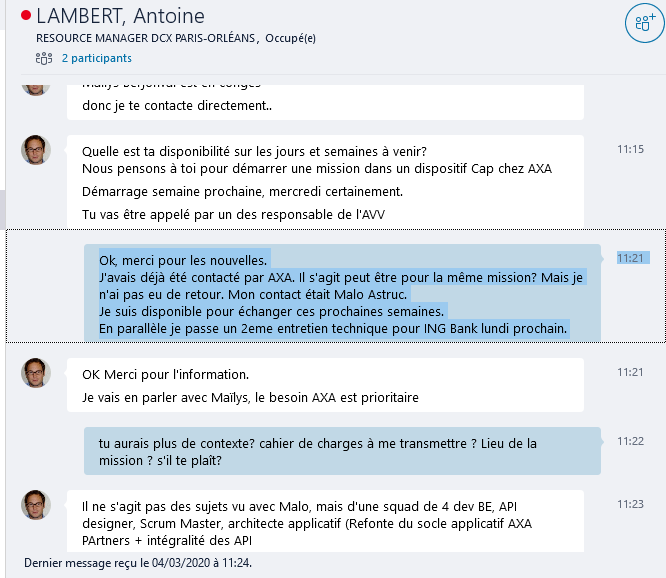 LAMBERT, Antoine
RESOURCE MANAGER DCX PARIS-ORLÉANS, Occupé(e)
2 participants
donc je te contacte directement..
Quelle est ta disponibilité sur les jours et semaines à venir?
11:15
Nous pensons à toi pour démarrer une mission dans un dispositif Cap chez AXA
Démarrage semaine prochaine, mercredi certainement.
Tu vas être appelé par un des responsable de l'AVV
Ok, merci pour les nouvelles.
11:21
J'avais déjà été contacté par AXA. Il s'agit peut être pour la même mission? Mais je
n'ai pas eu de retour. Mon contact était Malo Astruc.
Je suis disponible pour échanger ces prochaines semaines.
En parallèle je passe un 2eme entretien technique pour ING Bank lundi prochain.
OK Merci pour l'information.
11:21
Je vais en parler avec Maïlys, le besoin AXA est prioritaire
tu aurais plus de contexte? cahier de charges à me transmettre ? Lieu de la
11:22
mission ? s'il te plaît?
Il ne s'agit pas des sujets vu avec Malo, mais d'une squad de 4 dev BE, API
11:23
designer, Scrum Master, architecte applicatif (Refonte du socle applicatif AXA
PArtners + intégralité des API
Dernier message reçu le 04/03/2020 à 11:24.